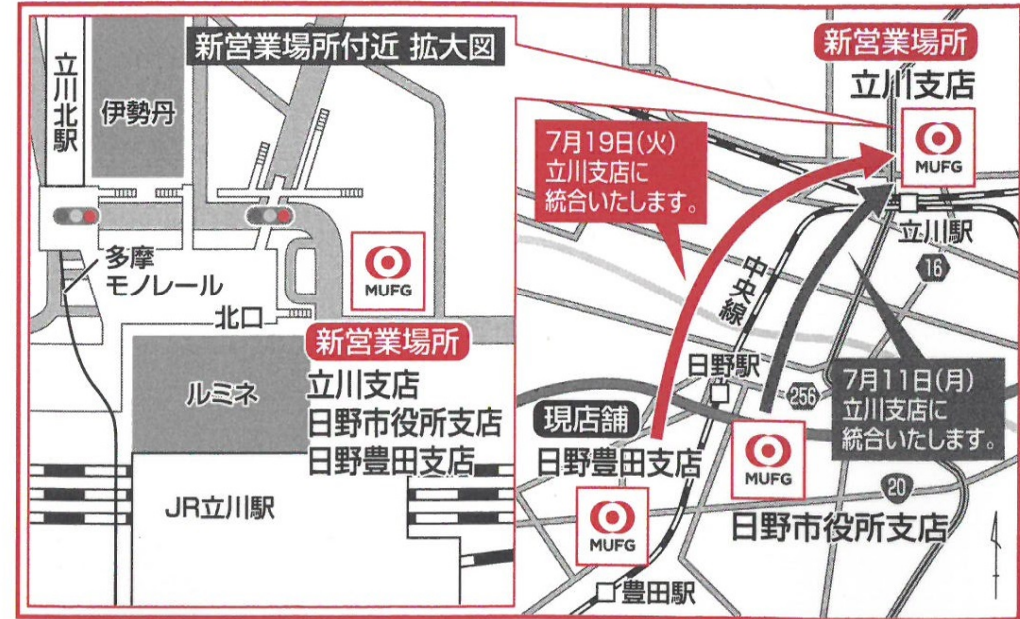 新営業場所付近 拡大図
立川北駅
伊勢丹
多摩
モノレール
北口
MUFG
新営業場所
立川支店
日野市役所支店
日野豊田支店
ルミネ
JR立川駅
新営業場所
立川支店
MUFG
7月19日(火)
立川支店に
統合いたします。
立川駅
16
中央線
日野駅
256
7月11日(月)
立川支店に
統合いたします。
現店舗
日野豊田支店
MUFG
MUFG
20
日野市役所支店
豊田駅